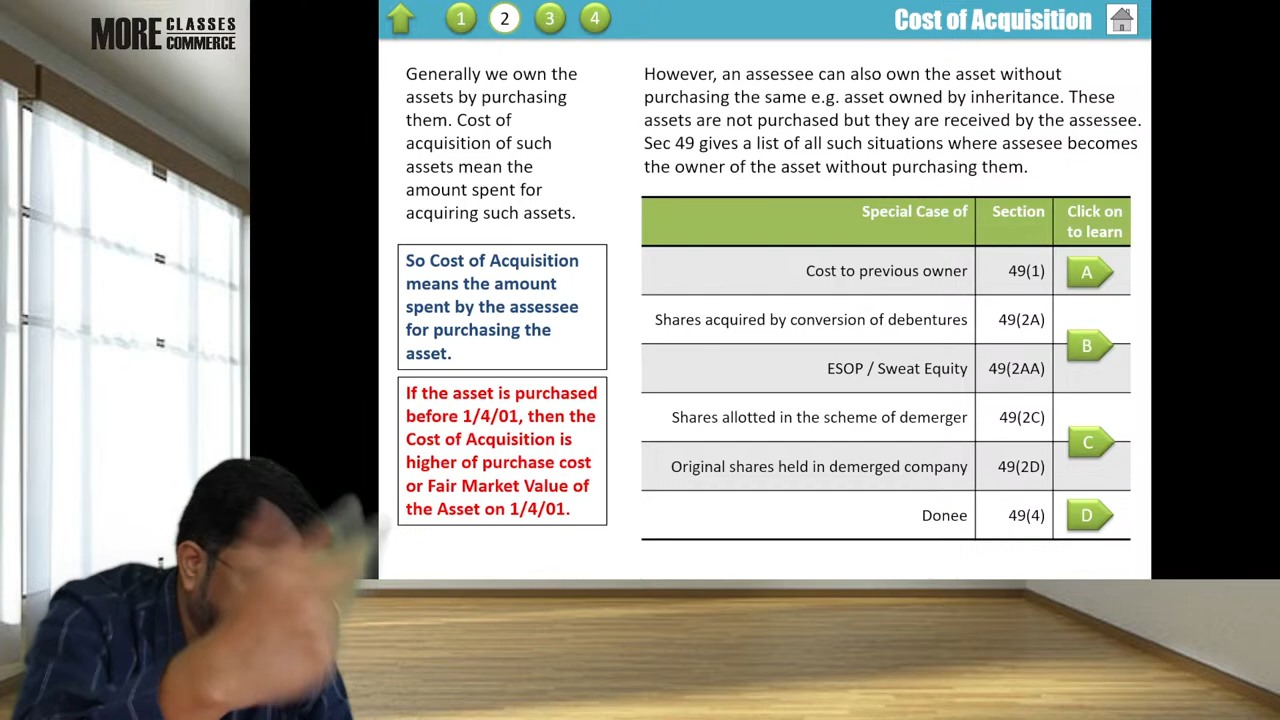 MORE CLASSES
COMMERCE
1 2 3 4
Cost of Acquisition
Generally we own the
assets by purchasing
them. Cost of
acquisition of such
assets mean the
amount spent for
acquiring such assets.
So Cost of Acquisition
means the amount
spent by the assessee
for purchasing the
asset.
If the asset is purchased
before 1/4/01, then the
Cost of Acquisition is
higher of purchase cost
or Fair Market Value of
the Asset on 1/4/01.
However, an assessee can also own the asset without
purchasing the same e.g. asset owned by inheritance. These
assets are not purchased but they are received by the assessee.
Sec 49 gives a list of all such situations where assesee becomes
the owner of the asset without purchasing them.
Special Case of Section Click on
to learn
Cost to previous owner 49(1) A
Shares acquired by conversion of debentures 49(2A)
B
ESOP / Sweat Equity 49(2AA)
Shares allotted in the scheme of demerger 49(2C)
C
Original shares held in demerged company 49(2D)
Donee 49(4) D